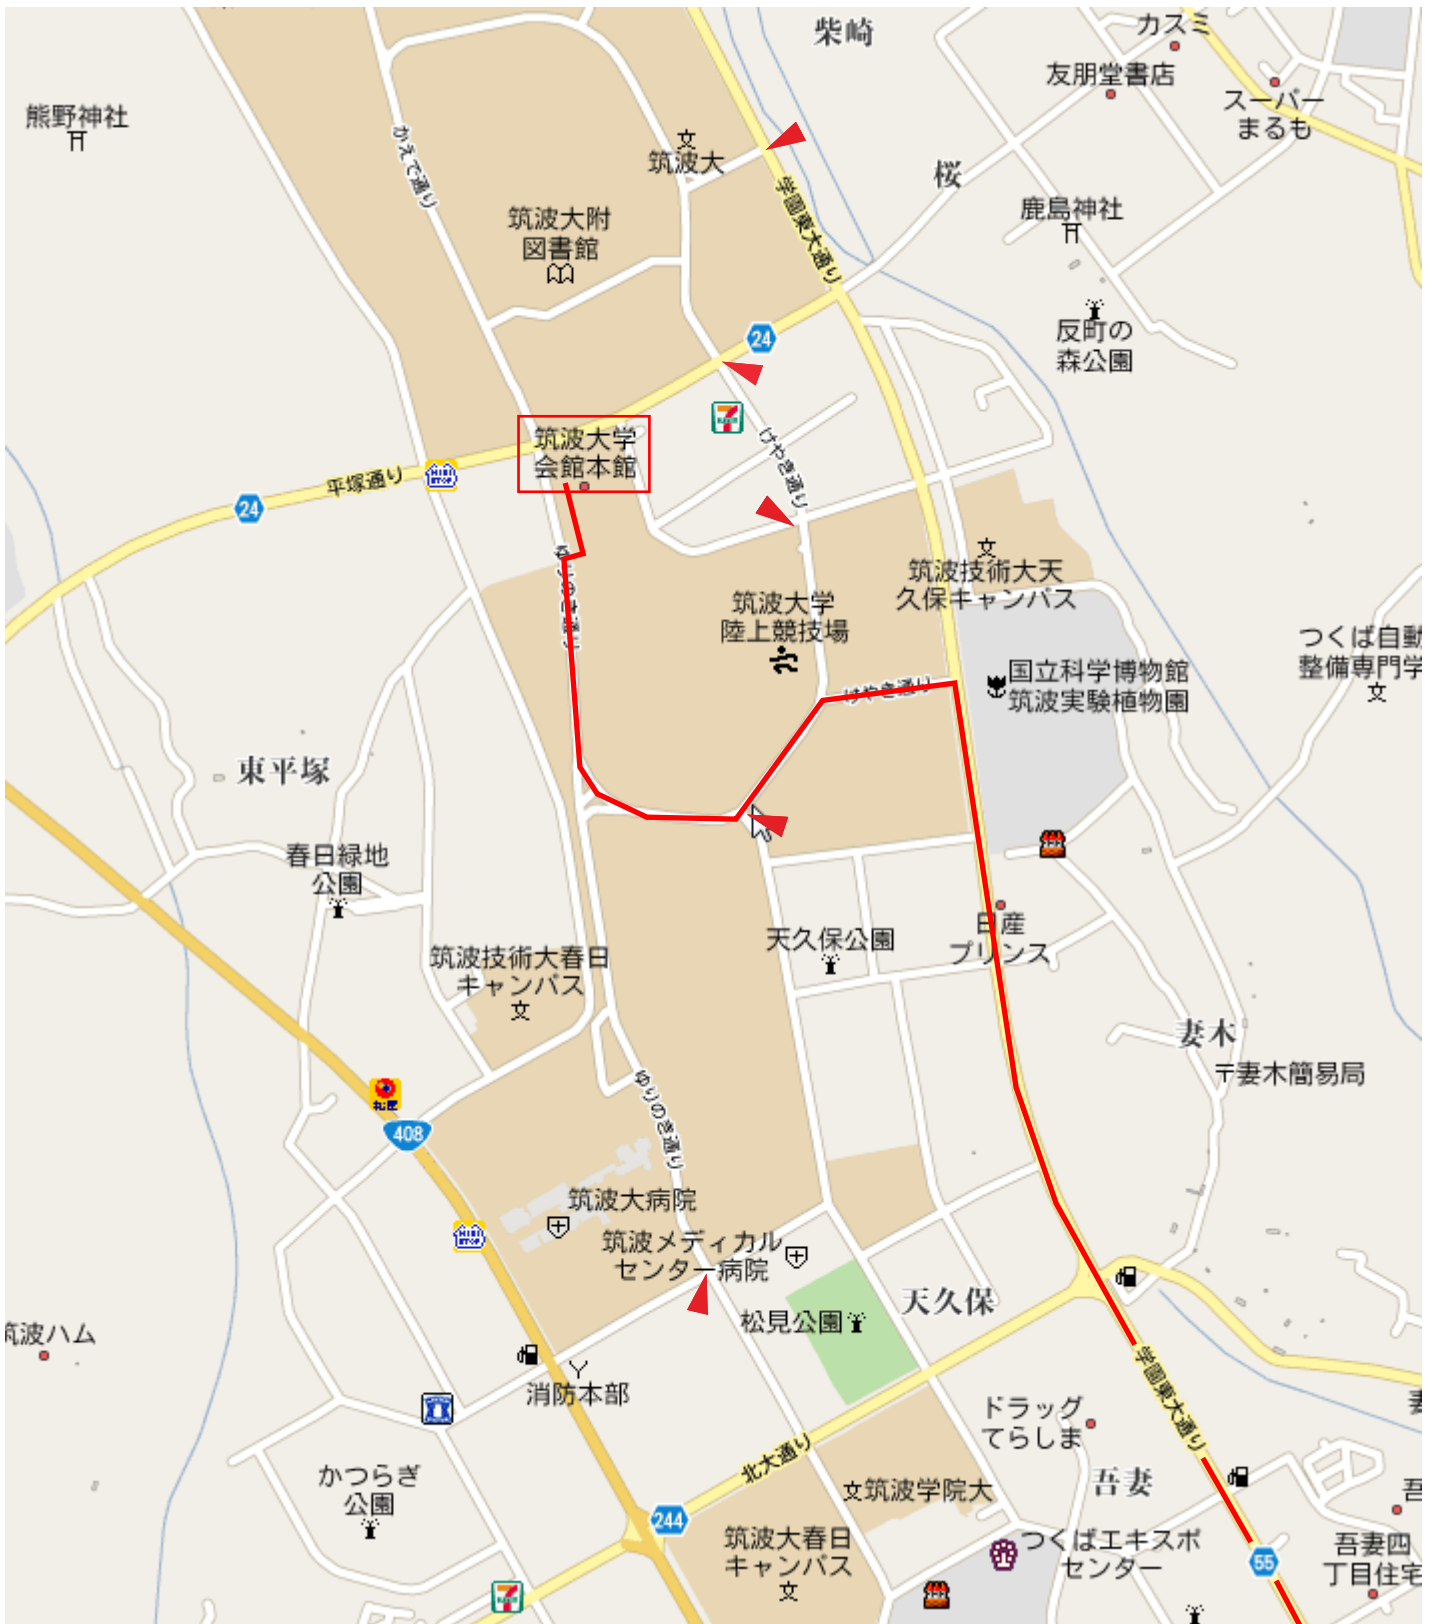 柴崎
カスミ
友朋堂書店
スーパー
まるも
熊野神社
かえで通り
筑波大
桜
学園東大通り
筑波大附
図書館
鹿島神社
反町の
森公園
24
筑波大学
会館本館
平塚通り
24
けやき通り
ゆりのき通り
筑波技術大天
久保キャンパス
筑波大学
陸上競技場
つくば自動
整備専門学
国立科学博物館
筑波実験植物園
けやき通り
東平塚
春日緑地
公園
天久保公園
日産
プリンス
筑波技術大春日
キャンパス
妻木
〒妻木簡易局
ゆりのき通り
408
筑波大病院
筑波メディカル
センター病院
天久保
松見公園
筑波ハム
消防本部
学園東大通り
ドラッグ
てらしま
北大通り
吾妻
かつらぎ
公園
筑波学院大
244
筑波大春日
キャンパス
つくばエキスポ
センター
55
吾妻四
丁目住宅